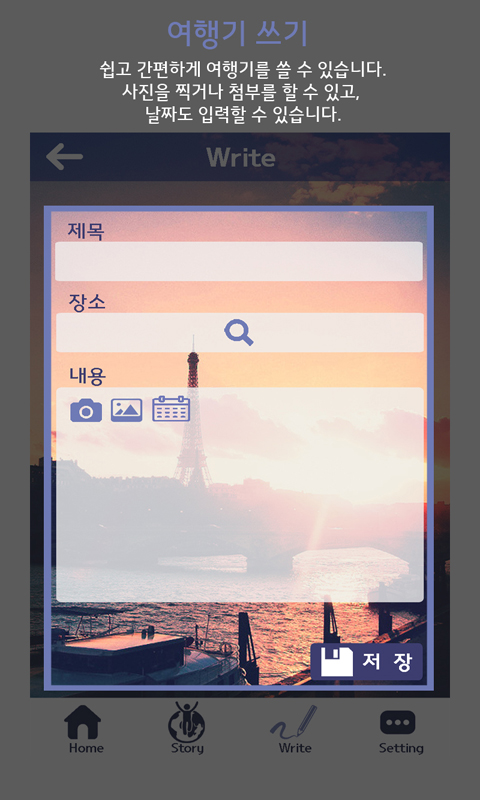 여행기 쓰기
쉽고 간편하게 여행기를 쓸 수 있습니다.
사진을 찍거나 첨부를 할 수 있고,
날짜도 입력할 수 있습니다.
Write
제목
장소
내용
저 장
Home Story Write Setting